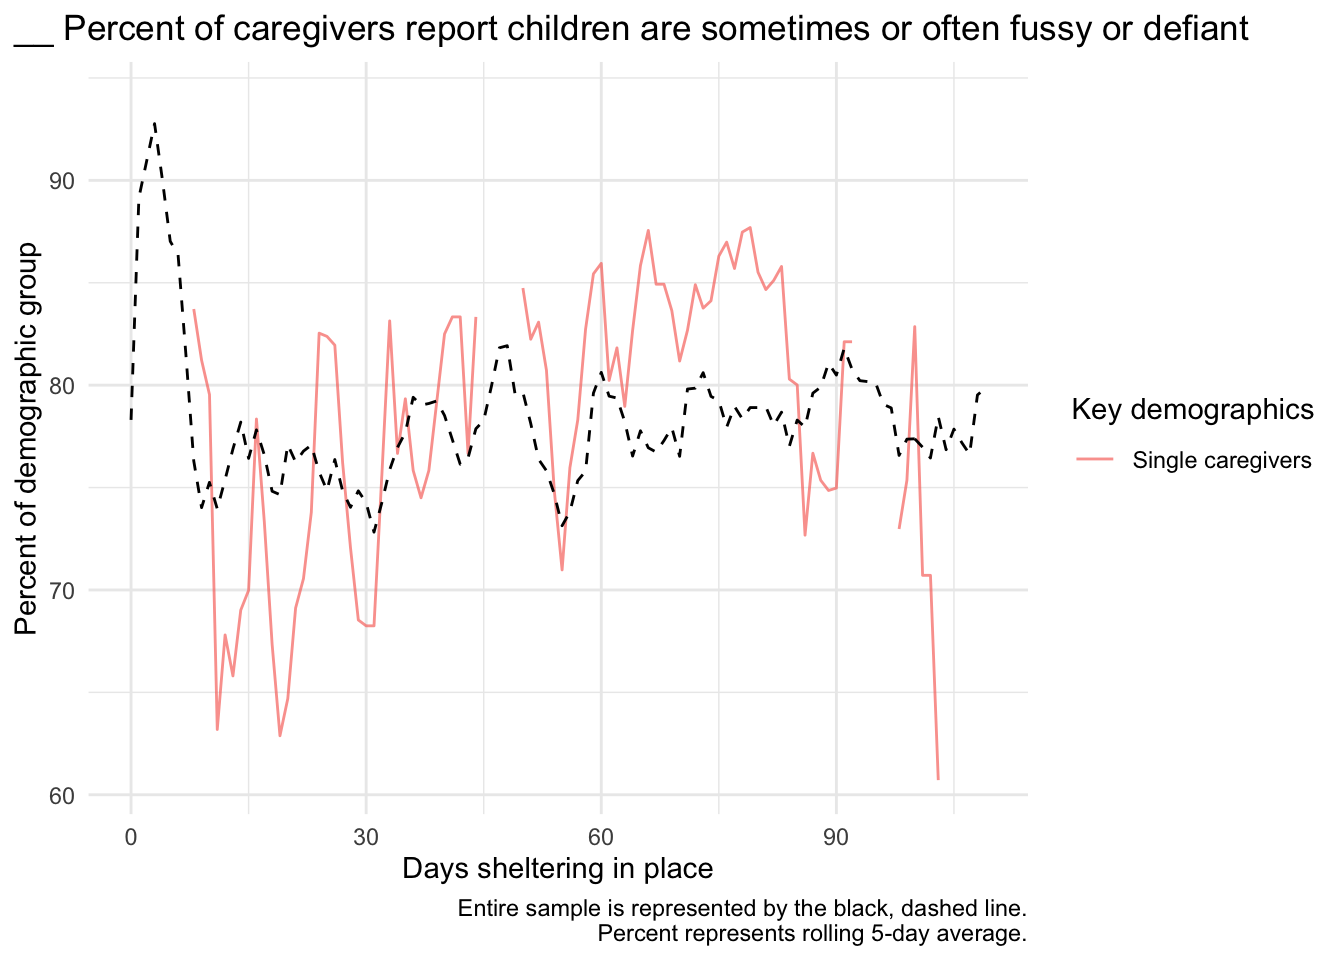 __ Percent of caregivers report children are sometimes or often fussy or defiant
Percent of demographic group
90
80
70
60
0
30
60
90
Days sheltering in place
Key demographics
Single caregivers
Entire sample is represented by the black, dashed line.
Percent represents rolling 5-day average.